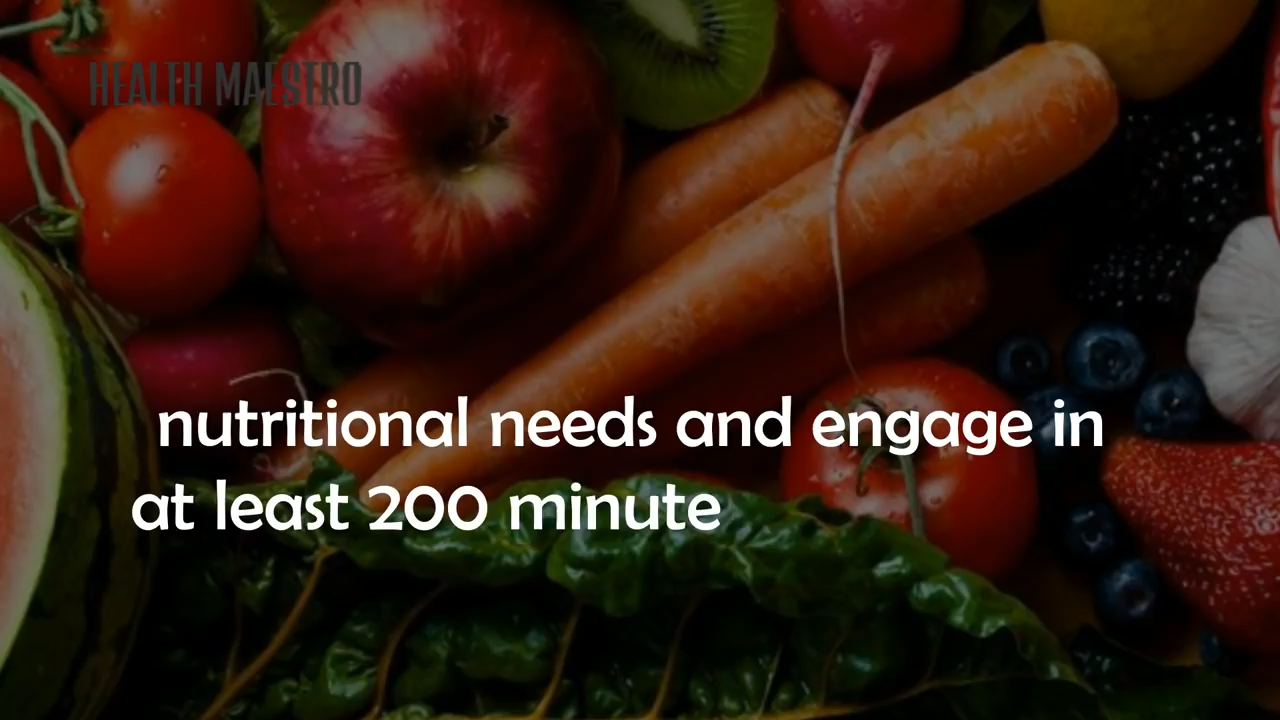 HEALTH MAESTRO
nutritional needs and engage in
at least 200 minute